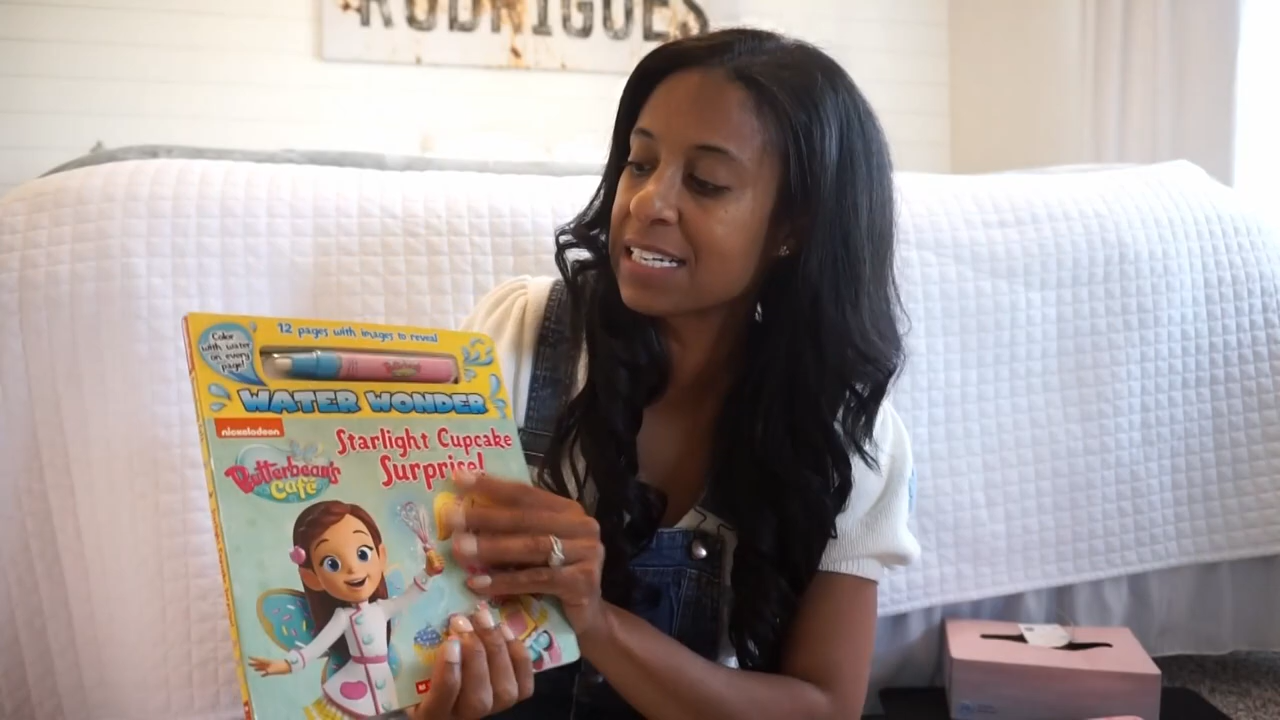 RODRIGUES
12 pages with images to reveal
Color
with water
on every
page!
WATER WONDER
nickelodeon
Starlight Cupcake
Surprise!
Butterbean's
Café